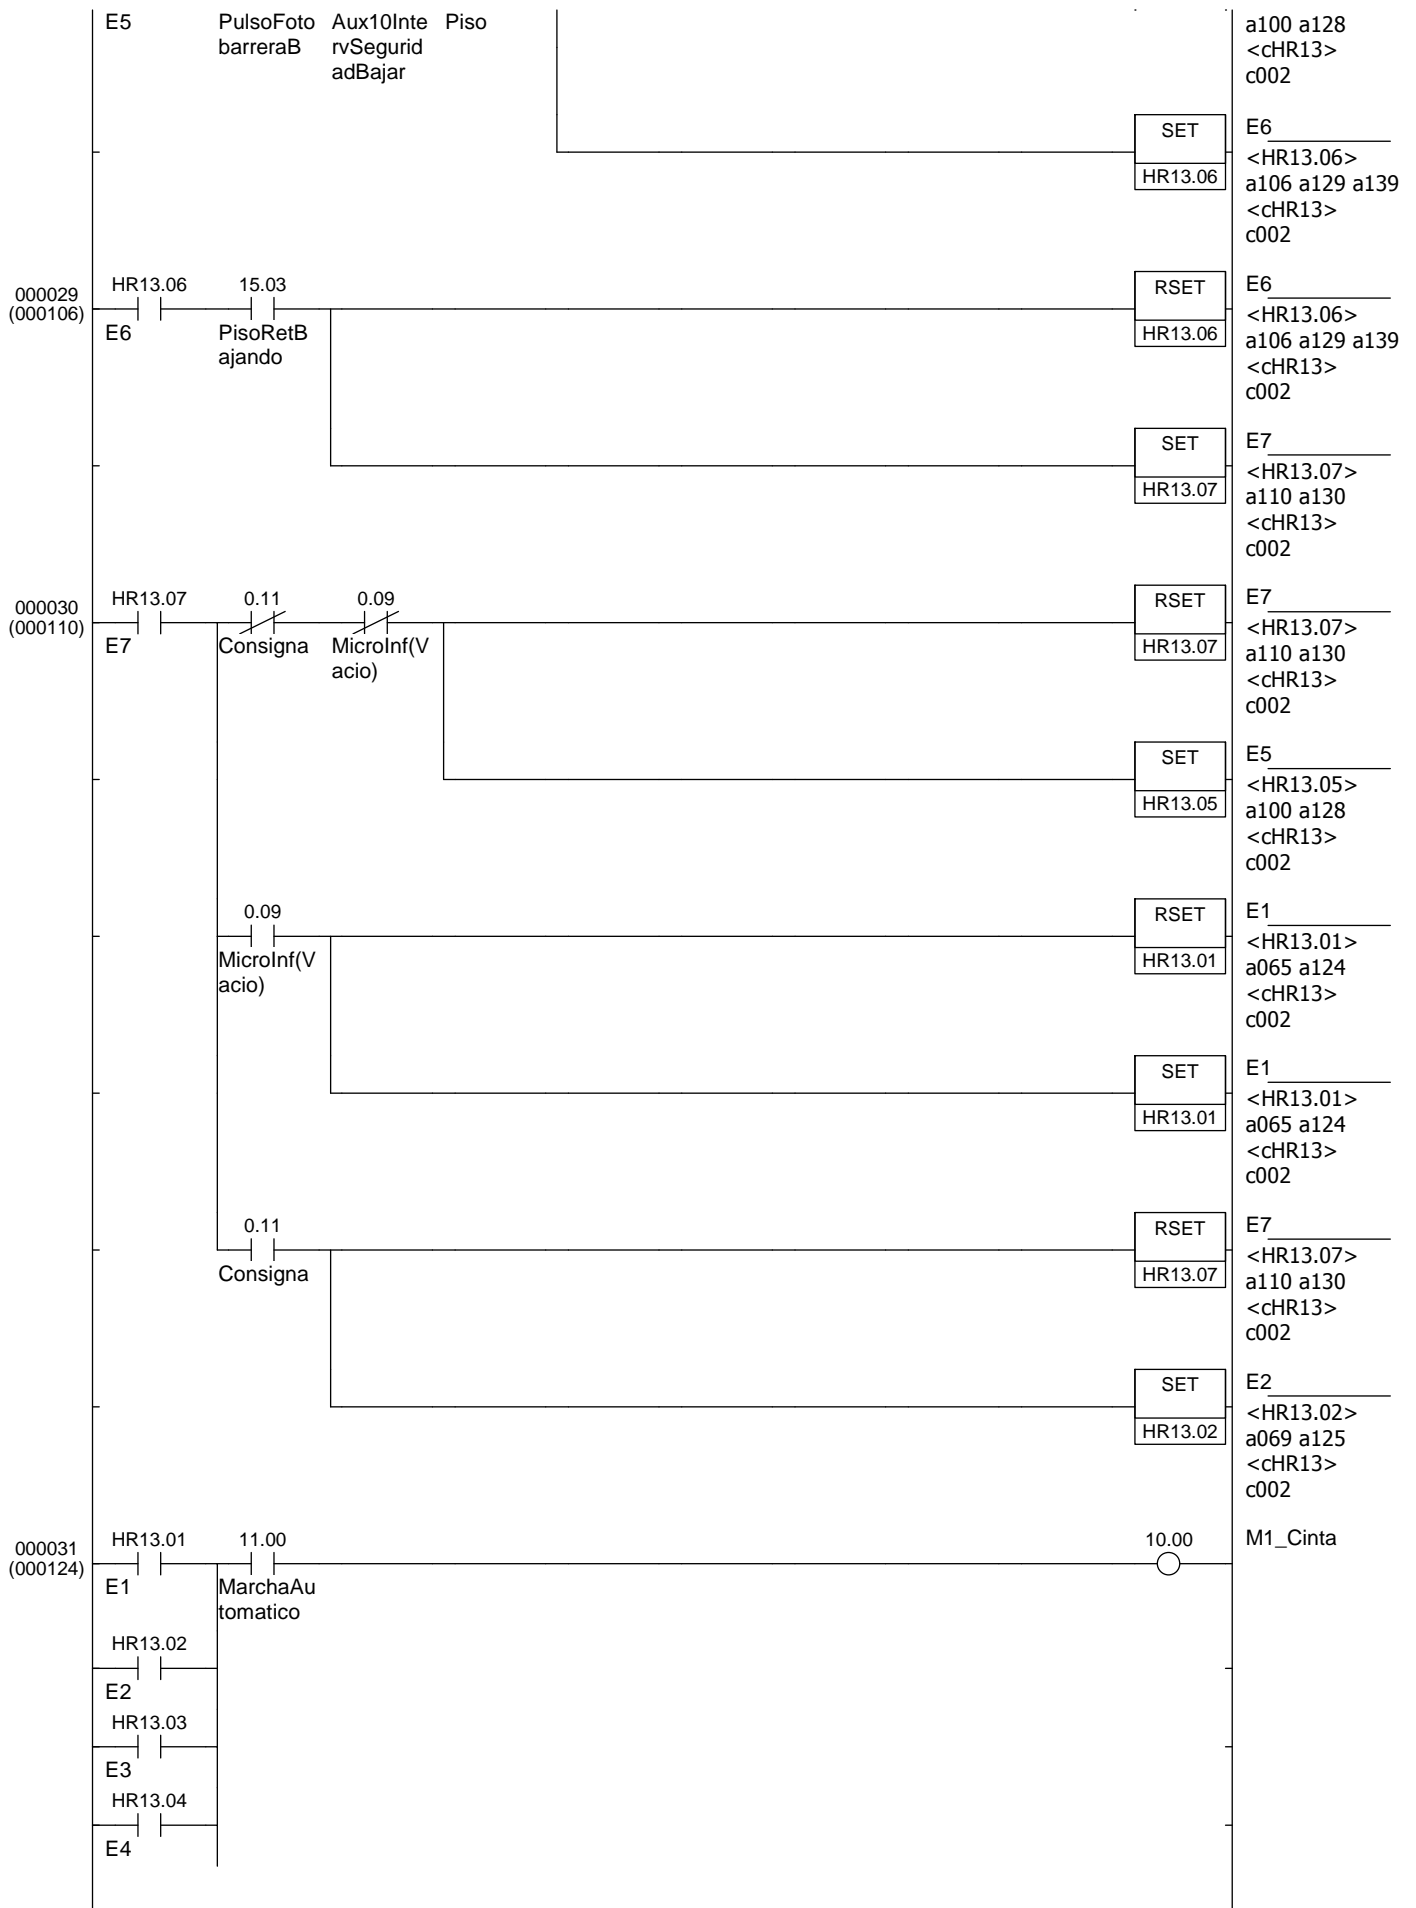 E5 PulsoFoto Aux10Inte Piso
barreraB rvSegurid
adBajar
a100 a128
<cHR13>
c002
SET
HR13.06
E6
<HR13.06>
a106 a129 a139
<cHR13>
c002
000029
(000106)
HR13.06 15.03
E6 PisoRetB
ajando
RSET
HR13.06
E6
<HR13.06>
a106 a129 a139
<cHR13>
c002
SET
HR13.07
E7
<HR13.07>
a110 a130
<cHR13>
c002
000030
(000110)
HR13.07 0.11 0.09
E7 Consigna MicroInf(V
acio)
RSET
HR13.07
E7
<HR13.07>
a110 a130
<cHR13>
c002
SET
HR13.05
E5
<HR13.05>
a100 a128
<cHR13>
c002
0.09
MicroInf(V
acio)
RSET
HR13.01
E1
<HR13.01>
a065 a124
<cHR13>
c002
SET
HR13.01
E1
<HR13.01>
a065 a124
<cHR13>
c002
0.11
Consigna
RSET
HR13.07
E7
<HR13.07>
a110 a130
<cHR13>
c002
SET
HR13.02
E2
<HR13.02>
a069 a125
<cHR13>
c002
000031
(000124)
HR13.01 11.00 10.00 M1_Cinta
E1 MarchaAu
tomatico
HR13.02
E2
HR13.03
E3
HR13.04
E4